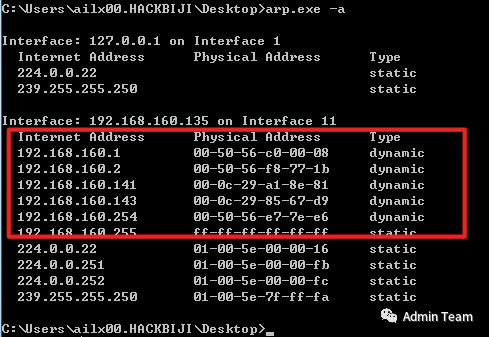 C:\Users\ailx00.HACKBIJI\Desktop>arp.exe -a
Interface: 127.0.0.1 on Interface 1
Internet Address Physical Address Type
224.0.0.22 static
239.255.255.250 static
Interface: 192.168.160.135 on Interface 11
Internet Address Physical Address Type
192.168.160.1 00-50-56-c0-00-08 dynamic
192.168.160.2 00-50-56-f8-77-1b dynamic
192.168.160.141 00-0c-29-a1-8e-81 dynamic
192.168.160.143 00-0c-29-85-67-d9 dynamic
192.168.160.254 00-50-56-e7-7e-e6 dynamic
192.168.160.255 ff-ff-ff-ff-ff-ff static
224.0.0.22 01-00-5e-00-00-16 static
224.0.0.251 01-00-5e-00-00-fb static
224.0.0.252 01-00-5e-00-00-fc static
239.255.255.250 01-00-5e-7f-ff-fa static
C:\Users\ailx00.HACKBIJI\Desktop>_
Admin Team